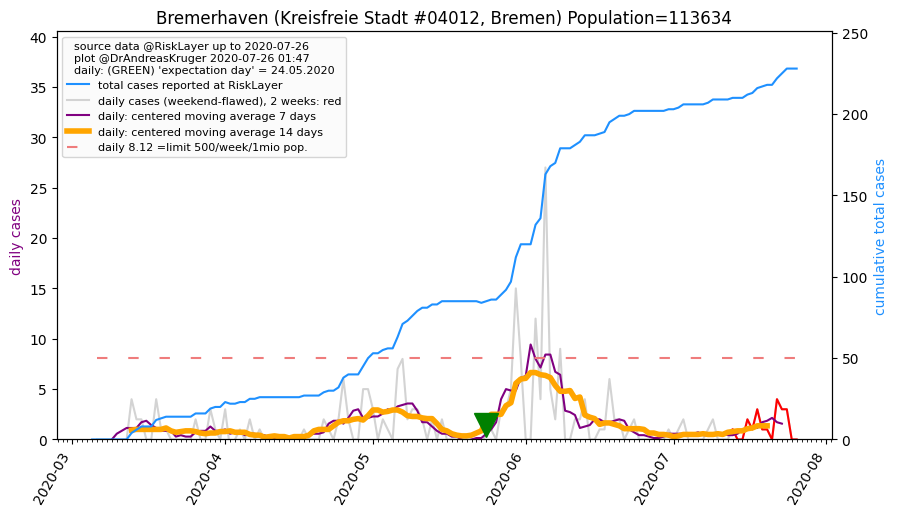 Bremerhaven (Kreisfreie Stadt #04012, Bremen) Population=113634
source data @RiskLayer up to 2020-07-26
plot @DrAndreasKruger 2020-07-26 01:47
daily: (GREEN) 'expectation day' = 24.05.2020
total cases reported at RiskLayer
daily cases (weekend-flawed), 2 weeks: red
daily: centered moving average 7 days
daily: centered moving average 14 days
daily 8.12 =limit 500/week/1mio pop.
daily cases
40
35
30
25
20
15
10
5
0
cumulative total cases
250
200
150
100
50
0
2020-03
2020-04
2020-05
2020-06
2020-07
2020-08